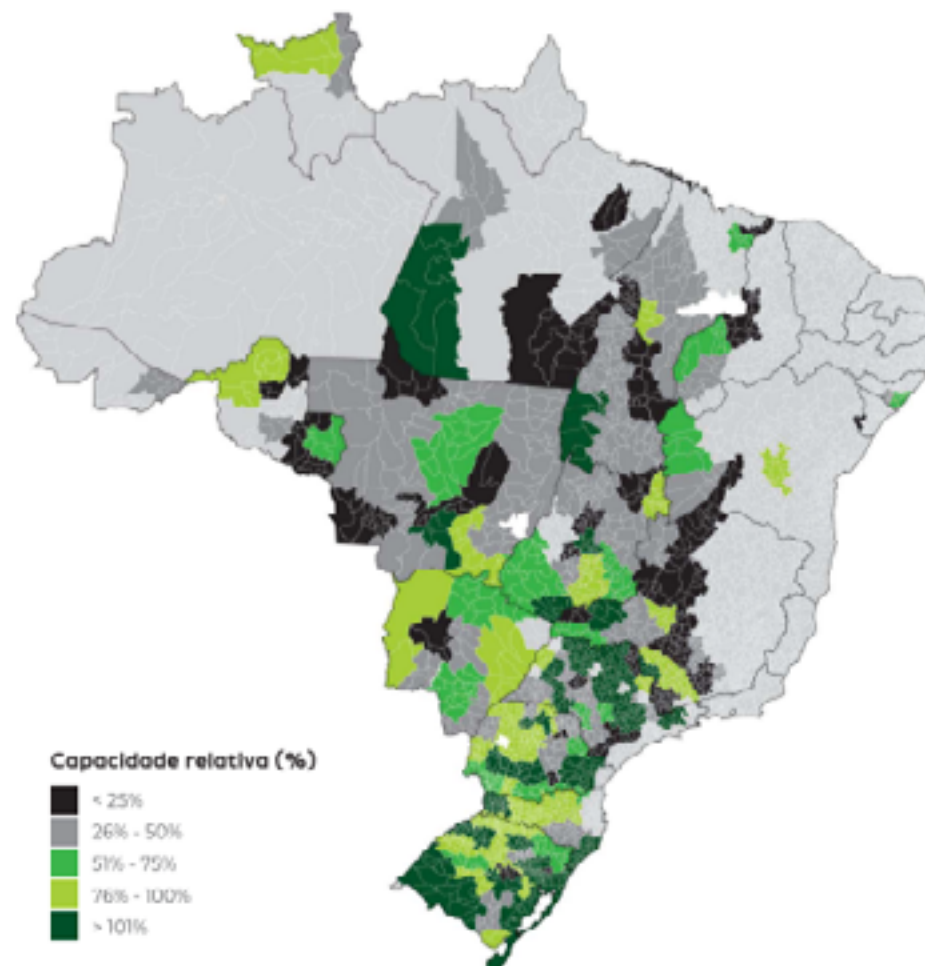 Capacidade relativa (%)
< 25%
26% - 50%
51% - 75%
76% - 100%
> 101%